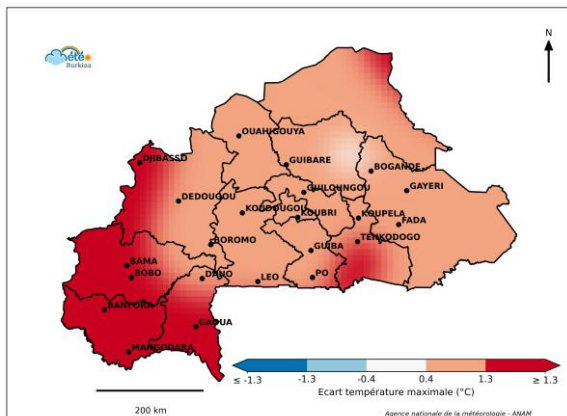 été
Burkina
N
OUAHIGOUYA
DJIBASSO
GUIBARE
BOGANDE
GAYERI
DEDOUGOU
GUILOUNGOU
KOUDOUGOU
KOUBRI
KOUPELA
FADA
BOROMO
GUIBA
TENKODOGO
BAMA
BOBO
DANO
LEO
PO
BANFORA
GAOUA
MANGODARA
≤ -1.3
-1.3
-0.4
0.4
1.3
≥ 1.3
Ecart température maximale (°C)
200 km
Agence nationale de la météorologie - ANAM